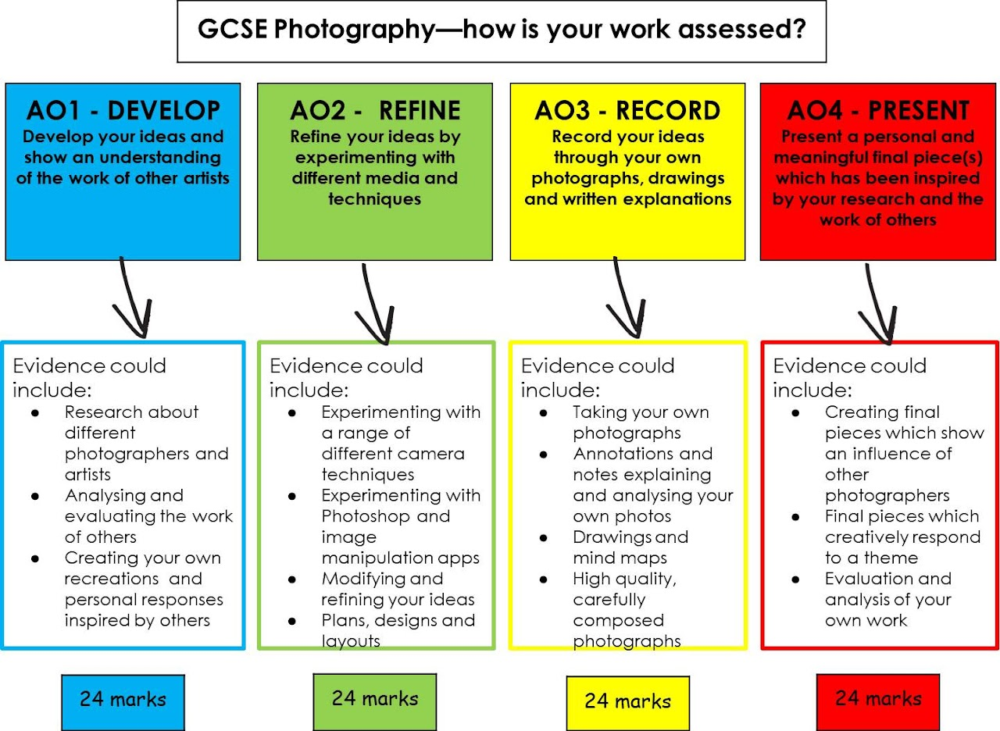 GCSE Photography—how is your work assessed?
AO1 - DEVELOP
Develop your ideas and
show an understanding
of the work of other artists
AO2 - REFINE
Refine your ideas by
experimenting with
different media and
techniques
AO3 - RECORD
Record your ideas
through your own
photographs, drawings
and written explanations
AO4 - PRESENT
Present a personal and
meaningful final piece(s)
which has been inspired
by your research and the
work of others
Evidence could
include:
● Research about
different
photographers and
artists
● Analysing and
evaluating the work
of others
● Creating your own
recreations and
personal responses
inspired by others
Evidence could
include:
● Experimenting with
a range of
different camera
techniques
● Experimenting with
Photoshop and
image
manipulation apps
● Modifying and
refining your ideas
● Plans, designs and
layouts
Evidence could
include:
● Taking your own
photographs
● Annotations and
notes explaining
and analysing your
own photos
● Drawings and
mind maps
● High quality,
carefully
composed
photographs
Evidence could
include:
● Creating final
pieces which show
an influence of
other
photographers
● Final pieces which
creatively respond
to a theme
● Evaluation and
analysis of your
own work
24 marks
24 marks
24 marks
24 marks